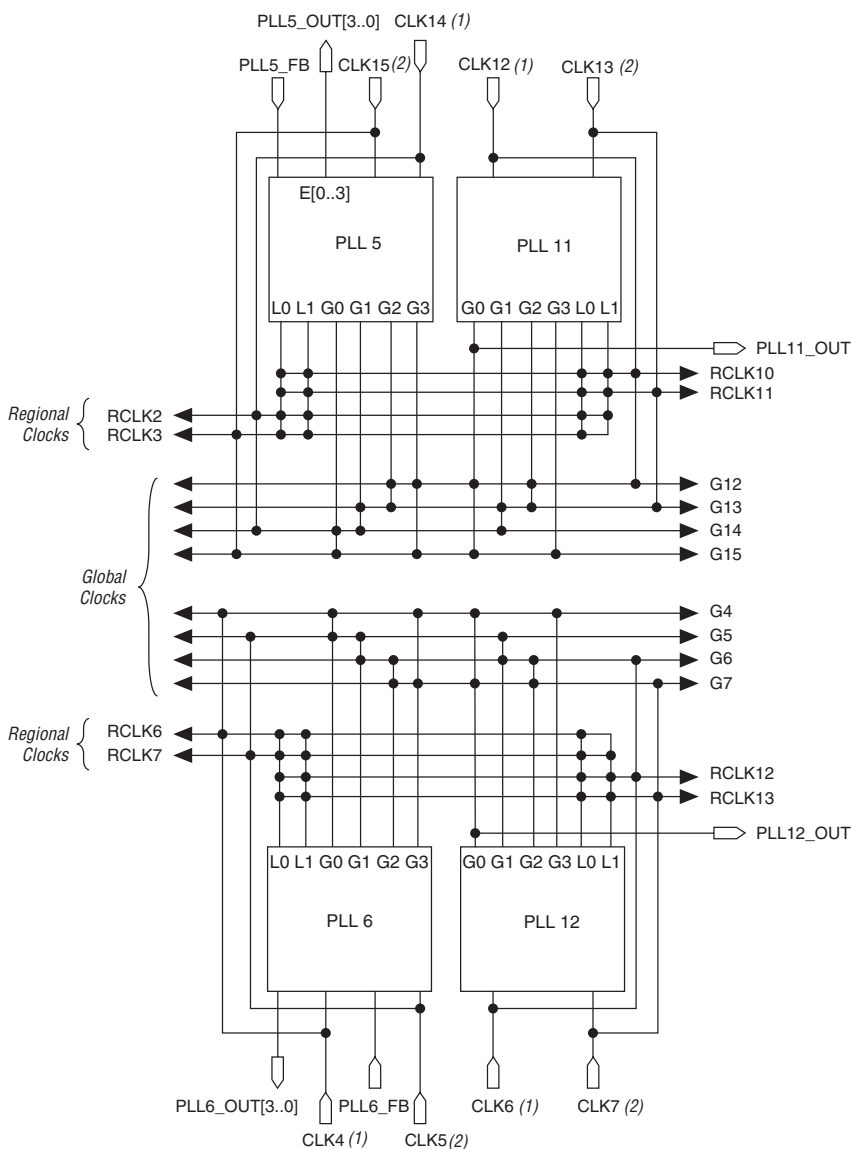 PLL5_OUT[3..0] CLK14 (1)
PLL5_FB CLK15 (2) CLK12 (1) CLK13 (2)
E[0..3]
PLL 5 PLL 11
L0 L1 G0 G1 G2 G3 G0 G1 G2 G3 L0 L1
PLL11_OUT
RCLK10
RCLK11
Regional Clocks
RCLK2
RCLK3
G12
G13
G14
G15
Global Clocks
G4
G5
G6
G7
Regional Clocks
RCLK6
RCLK7
RCLK12
RCLK13
PLL12_OUT
L0 L1 G0 G1 G2 G3 G0 G1 G2 G3 L0 L1
PLL 6 PLL 12
PLL6_OUT[3..0] PLL6_FB CLK6 (1) CLK7 (2)
CLK4 (1) CLK5 (2)